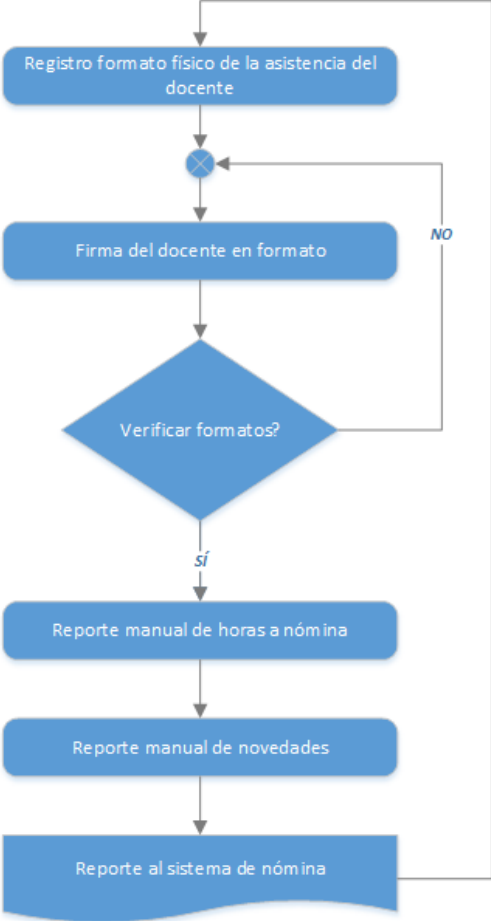 Registro formato físico de la asistencia del
docente
Firma del docente en formato
NO
Verificar formatos?
SÍ
Reporte manual de horas a nómina
Reporte manual de novedades
Reporte al sistema de nómina